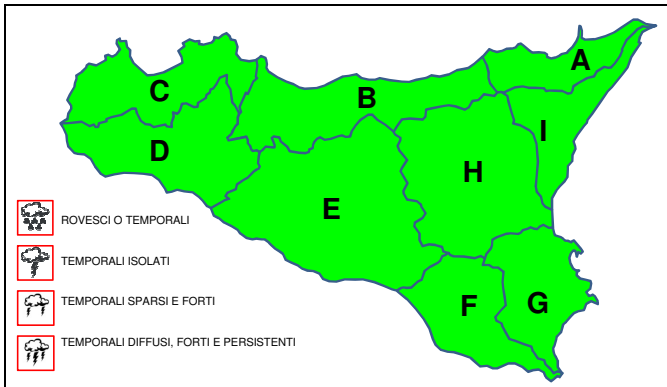 A
C
B
I
D
H
E
ROVESCI O TEMPORALI
TEMPORALI ISOLATI
F
G
TEMPORALI SPARSI E FORTI
TEMPORALI DIFFUSI, FORTI E PERSISTENTI